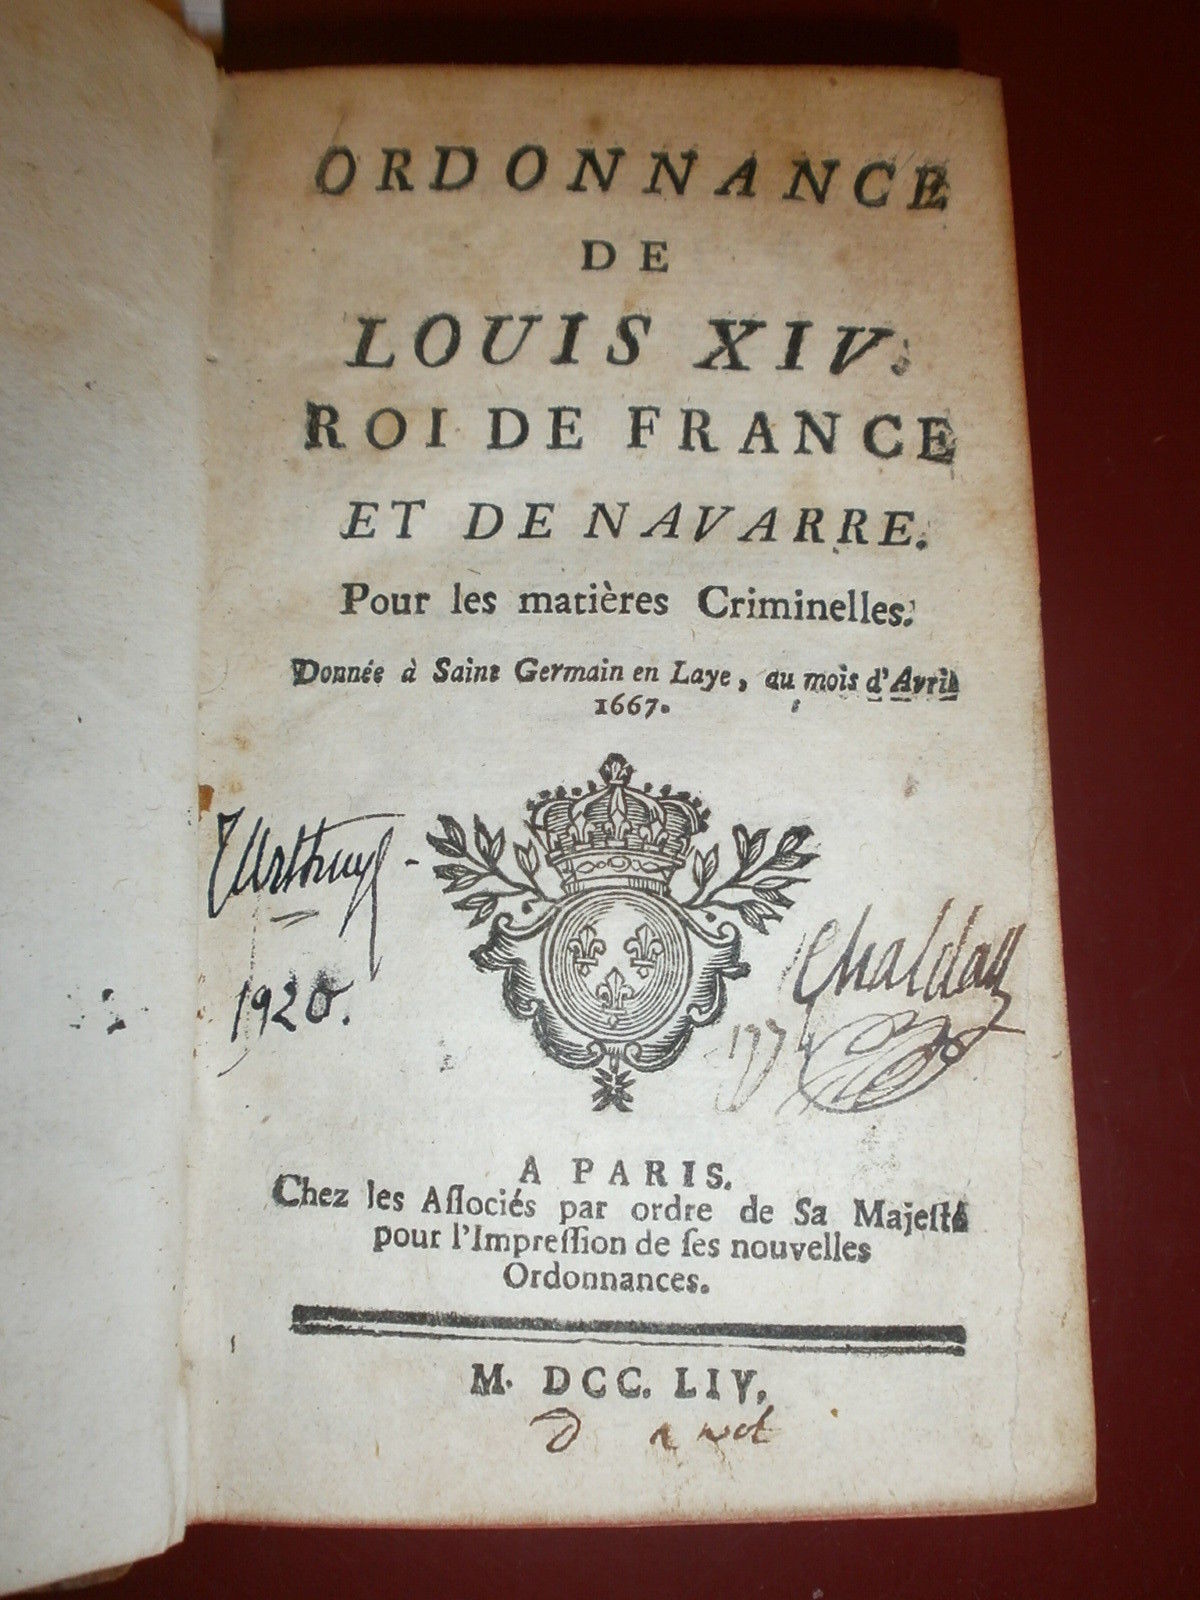 ORDONNANCE
DE
LOUIS XIV.
ROI DE FRANCE
ET DE NAVARRE.
Pour les matières Criminelles.
Donnée à Saint Germain en Laye, au mois d'Avril
1667.
1920.
A PARIS.
Chez les Aſſociés par ordre de Sa Majeſté
pour l'Impreſſion de ſes nouvelles
Ordonnances.
M. DCC. LIV.